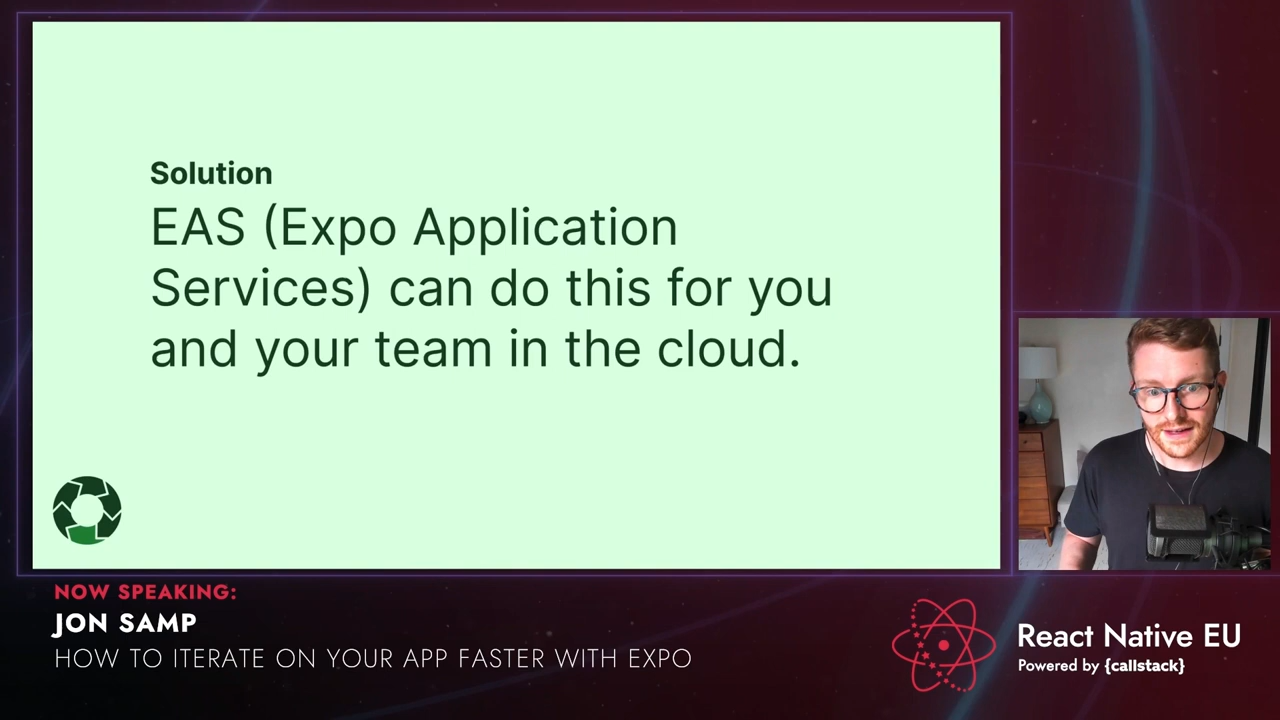 Solution
EAS (Expo Application
Services) can do this for you
and your team in the cloud.
NOW SPEAKING:
JON SAMP
HOW TO ITERATE ON YOUR APP FASTER WITH EXPO
React Native EU
Powered by {callstack}